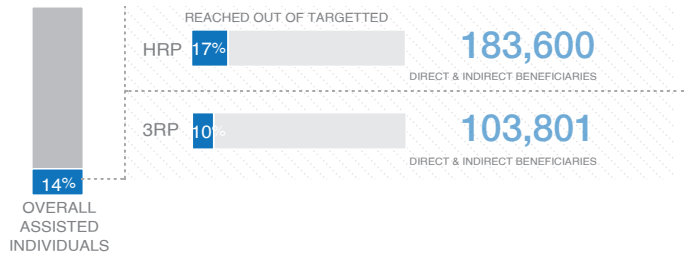 REACHED OUT OF TARGETTED
HRP 17% 183,600
DIRECT & INDIRECT BENEFICIARIES
3RP 10% 103,801
DIRECT & INDIRECT BENEFICIARIES
14%
OVERALL
ASSISTED
INDIVIDUALS